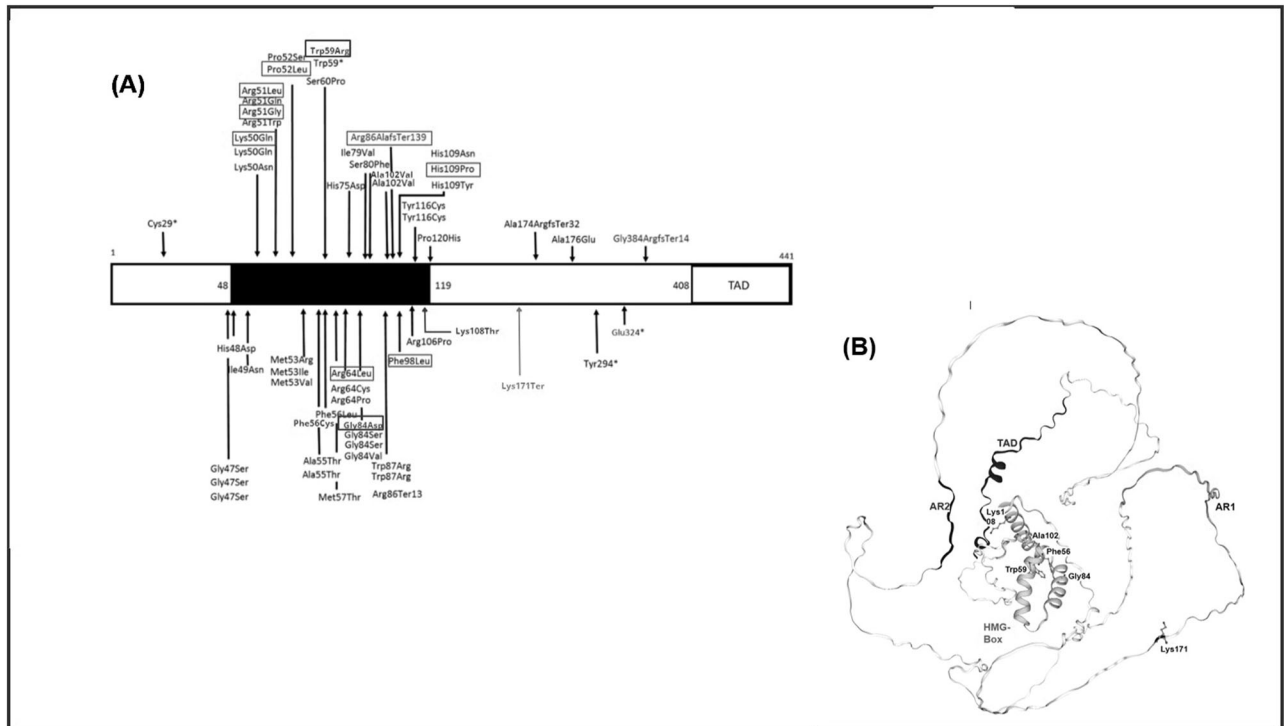 (A)
Pro52Ser
Pro52Leu
Trp59Arg
Trp59*
Ser60Pro
Arg51Leu
Arg51Gln
Arg51Gly
Arg51Trp
Lys50Gln
Lys50Gln
Lys50Asn
Arg86AlafsTer139
Ile79Val
Ser80Phe
Ala102Val
Ala102Val
His75Asp
His109Asn
His109Pro
His109Tyr
Tyr116Cys
Tyr116Cys
Pro120His
Cys29*
Ala174ArgfsTer32
Ala176Glu
Gly384ArgfsTer14
1
441
48
119
408
TAD
His48Asp
Ile49Asn
Met53Arg
Met53Ile
Met53Val
Phe56Leu
Phe56Cys
Arg64Leu
Arg64Cys
Arg64Pro
Gly84Asp
Gly84Ser
Gly84Ser
Gly84Val
Phe98Leu
Arg106Pro
Lys108Thr
Lys171Ter
Tyr294*
Glu324*
Gly47Ser
Gly47Ser
Gly47Ser
Ala55Thr
Ala55Thr
Met57Thr
Trp87Arg
Trp87Arg
Arg86Ter13
(B)
TAD
AR2
AR1
Lys1
08
Ala102
Phe56
Trp59
Gly84
HMG-
Box
Lys171